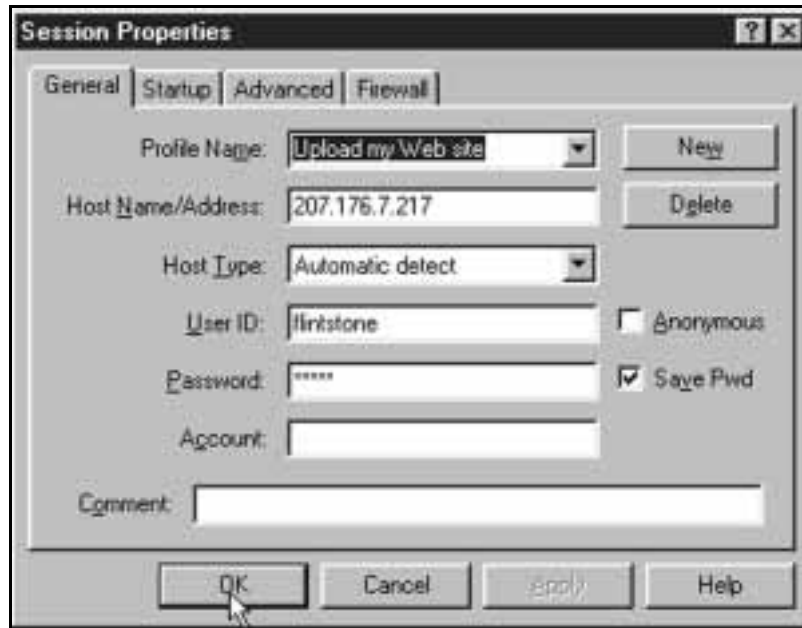 Session Properties
General Startup Advanced Firewall
Profile Name: Upload my Web site New
Host Name/Address: 207.176.7.217 Delete
Host Type: Automatic detect
User ID: flintstone Anonymous
Password: ***** Save Pwd
Account:
Comment:
OK Cancel Apply Help